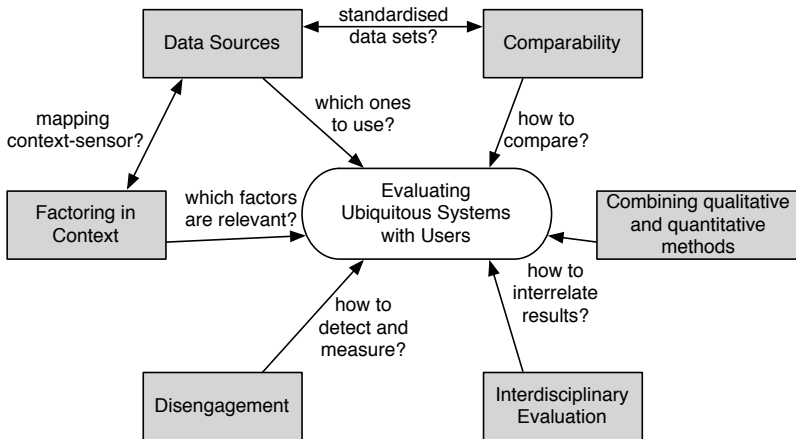 standardised
data sets?
Data Sources
Comparability
mapping
context-sensor?
which ones
to use?
how to
compare?
Factoring in
Context
which factors
are relevant?
Evaluating
Ubiquitous Systems
with Users
Combining qualitative
and quantitative
methods
how to
detect and
measure?
how to
interrelate
results?
Disengagement
Interdisciplinary
Evaluation